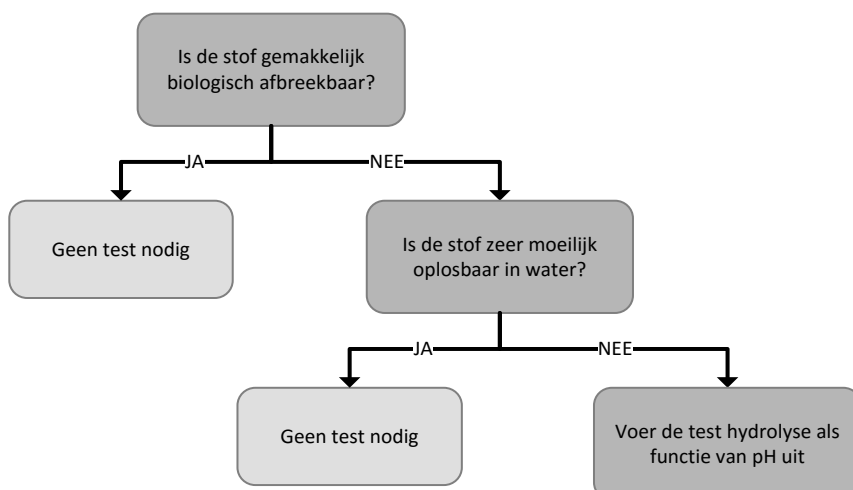 Is de stof gemakkelijk
biologisch afbreekbaar?
JA
NEE
Geen test nodig
Is de stof zeer moeilijk
oplosbaar in water?
JA
NEE
Geen test nodig
Voer de test hydrolyse als
functie van pH uit